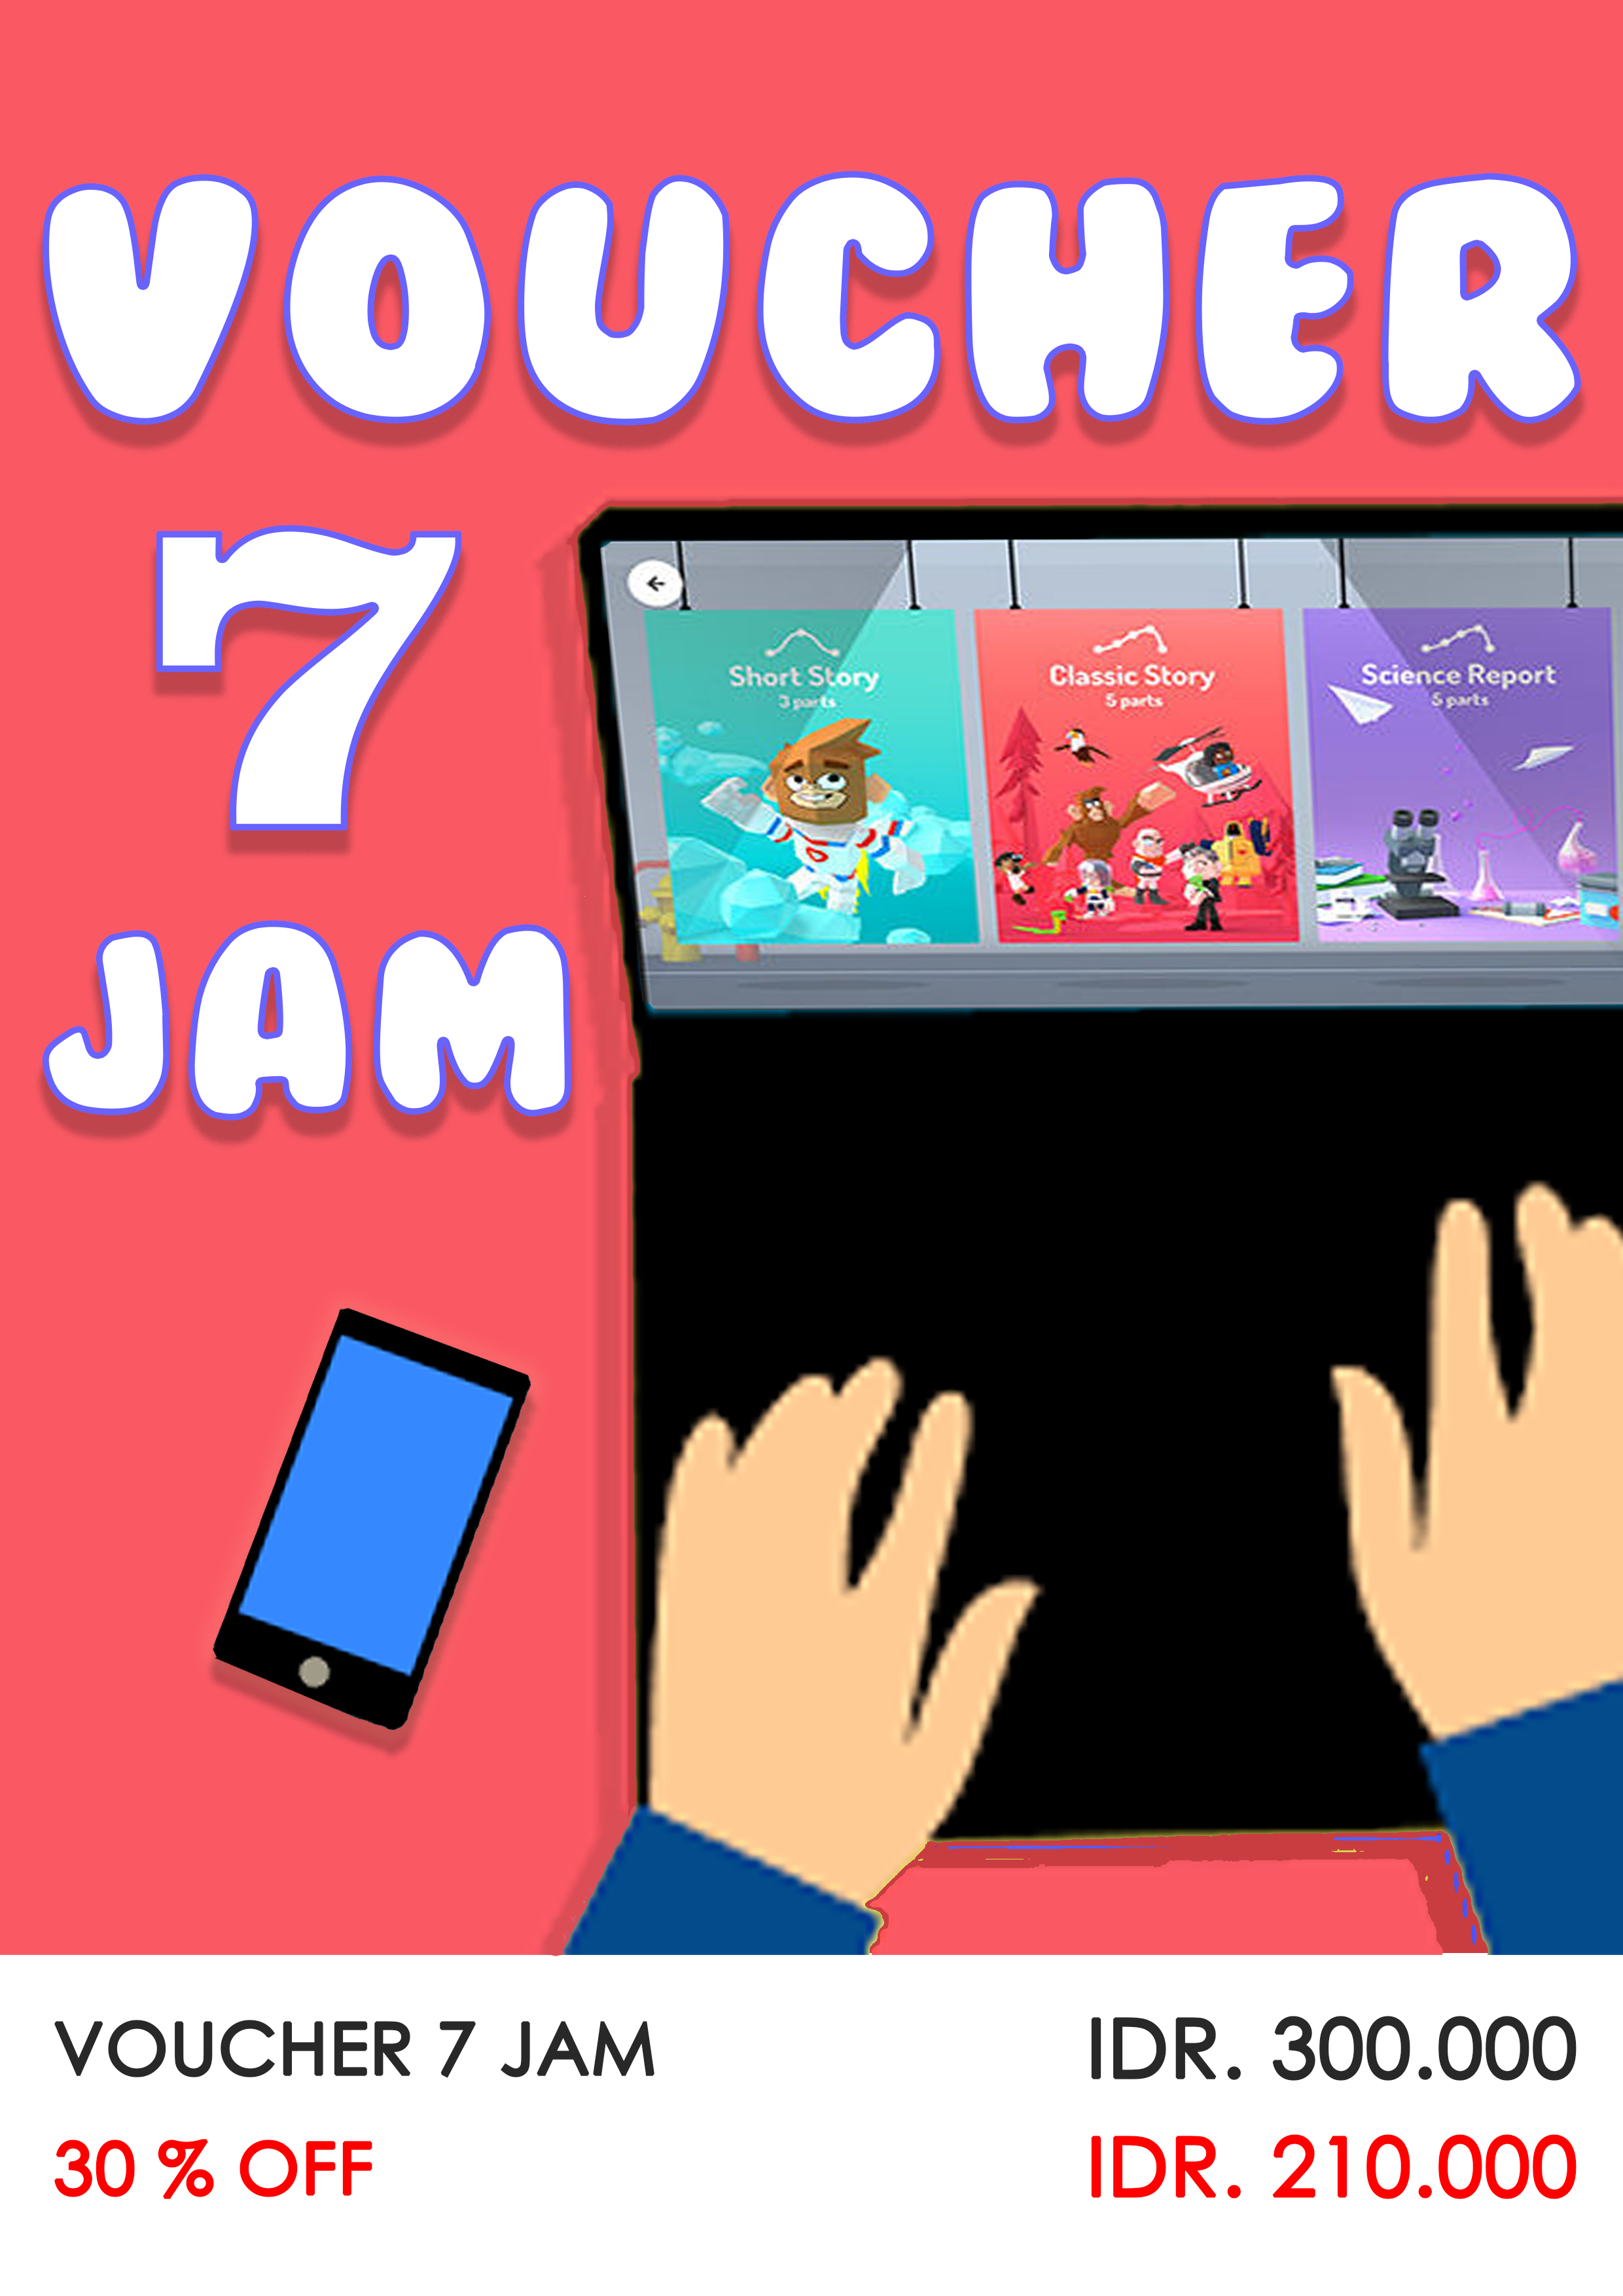 VOUCHER
7
JAM
Short Story
3 parts
Classic Story
5 parts
Science Report
5 parts
VOUCHER 7 JAM IDR. 300.000
30 % OFF IDR. 210.000